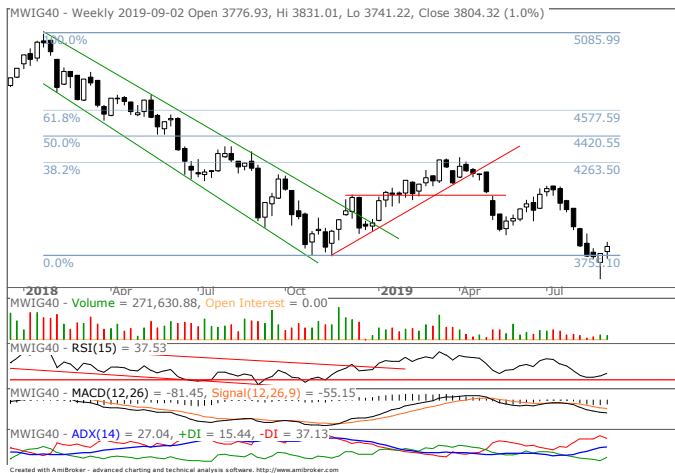 MWIG40 - Weekly 2019-09-02 Open 3776.93, Hi 3831.01, Lo 3741.22, Close 3804.32 (1.0%)
100.0% 5085.99
61.8% 4577.59
50.0% 4420.55
38.2% 4263.50
0.0% 3755.10
2018 Apr Jul Oct 2019 Apr Jul
MWIG40 - Volume = 271,630.88, Open Interest = 0.00
MWIG40 - RSI(15) = 37.53
MWIG40 - MACD(12,26) = -81.45, Signal(12,26,9) = -55.15
MWIG40 - ADX(14) = 27.04, +DI = 15.44, -DI = 37.13
Created with AmiBroker - advanced charting and technical analysis software. http://www.amibroker.com